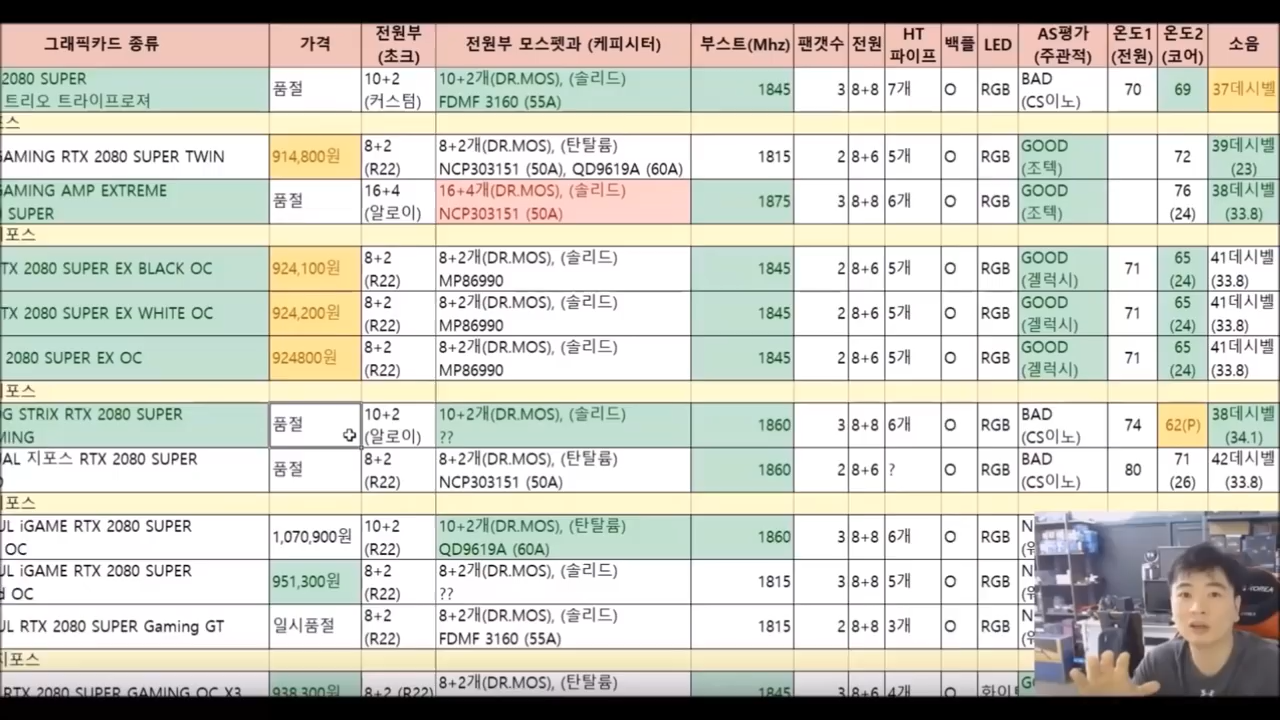 그래픽카드 종류 가격 전원부 (초크) 전원부 모스펫과 (케피시터) 부스트(Mhz) 팬갯수 전원 HT 파이프 백플 LED AS평가 (주관적) 온도1 (전원) 온도2 (코어) 소음
2080 SUPER 품절 10+2 10+2개(DR.MOS), (솔리드) 1845 3 8+8 7개 O RGB BAD 70 69 37데시벨
트리오 트라이프로져 (커스텀) FDMF 3160 (55A) (CS이노)
포스
GAMING RTX 2080 SUPER TWIN 914,800원 8+2 8+2개(DR.MOS), (탄탈륨) 1815 2 8+6 5개 O RGB GOOD 72 39데시벨
(R22) NCP303151 (50A), QD9619A (60A) (조텍) (23)
GAMING AMP EXTREME 품절 16+4 16+4개(DR.MOS), (솔리드) 1875 3 8+8 6개 O RGB GOOD 76 38데시벨
SUPER (알로이) NCP303151 (50A) (조텍) (24) (33.8)
지포스
TX 2080 SUPER EX BLACK OC 924,100원 8+2 8+2개(DR.MOS), (솔리드) 1845 2 8+6 5개 O RGB GOOD 71 65 41데시벨
(R22) MP86990 (겔럭시) (24) (33.8)
TX 2080 SUPER EX WHITE OC 924,200원 8+2 8+2개(DR.MOS), (솔리드) 1845 2 8+6 5개 O RGB GOOD 71 65 41데시벨
(R22) MP86990 (겔럭시) (24) (33.8)
2080 SUPER EX OC 924800원 8+2 8+2개(DR.MOS), (솔리드) 1845 2 8+6 5개 O RGB GOOD 71 65 41데시벨
(R22) MP86990 (겔럭시) (24) (33.8)
지포스
G STRIX RTX 2080 SUPER 품절 10+2 10+2개(DR.MOS), (솔리드) 1860 3 8+8 6개 O RGB BAD 74 62(P) 38데시벨
MING (알로이) ?? (CS이노) (34.1)
UAL 지포스 RTX 2080 SUPER 품절 8+2 8+2개(DR.MOS), (탄탈륨) 1860 2 8+6 ? O RGB BAD 80 71 42데시벨
(R22) NCP303151 (50A) (CS이노) (26) (33.8)
지포스
UL iGAME RTX 2080 SUPER 1,070,900원 10+2 10+2개(DR.MOS), (탄탈륨) 1860 3 8+8 6개 O RGB N
OC (R22) QD9619A (60A)
UL iGAME RTX 2080 SUPER 951,300원 8+2 8+2개(DR.MOS), (솔리드) 1815 3 8+8 5개 O RGB N
d OC (R22) ??
UL RTX 2080 SUPER Gaming GT 일시품절 8+2 8+2개(DR.MOS), (솔리드) 1815 2 8+8 3개 O RGB N
(R22) FDMF 3160 (55A)
지포스
RTX 2080 SUPER GAMING OC X3 938,300원 8+2 (R22) 8+2개(DR.MOS), (탄탈륨) 1845 3 8+6 4개 O 화이트